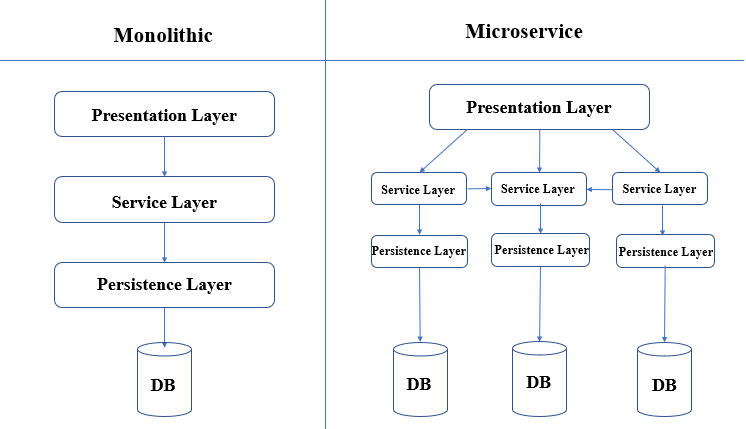 Monolithic
Presentation Layer
Service Layer
Persistence Layer
DB
Microservice
Presentation Layer
Service Layer
Service Layer
Service Layer
Persistence Layer
Persistence Layer
Persistence Layer
DB
DB
DB